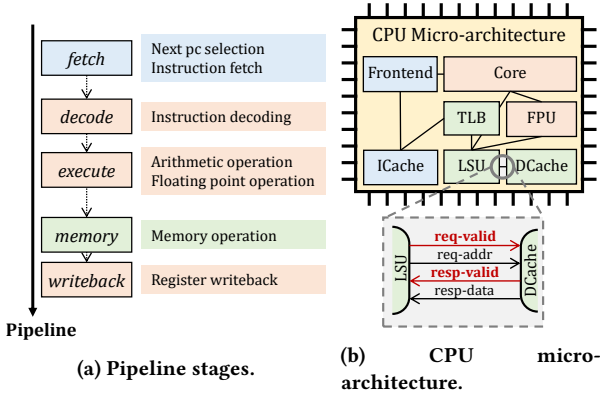 fetch
Next pc selection
Instruction fetch
decode
Instruction decoding
execute
Arithmetic operation
Floating point operation
memory
Memory operation
writeback
Register writeback
Pipeline
(a) Pipeline stages.
CPU Micro-architecture
Frontend
Core
TLB
FPU
ICache
LSU
DCache
LSU
req-valid
req-addr
resp-valid
resp-data
DCache
(b) CPU micro-
architecture.